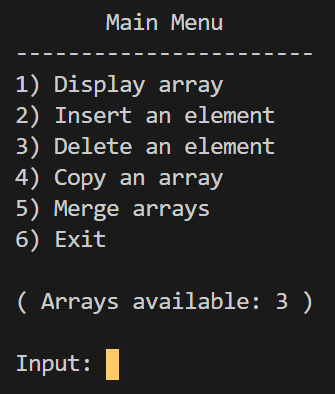 Main Menu
-----------------------
1) Display array
2) Insert an element
3) Delete an element
4) Copy an array
5) Merge arrays
6) Exit
( Arrays available: 3 )
Input: